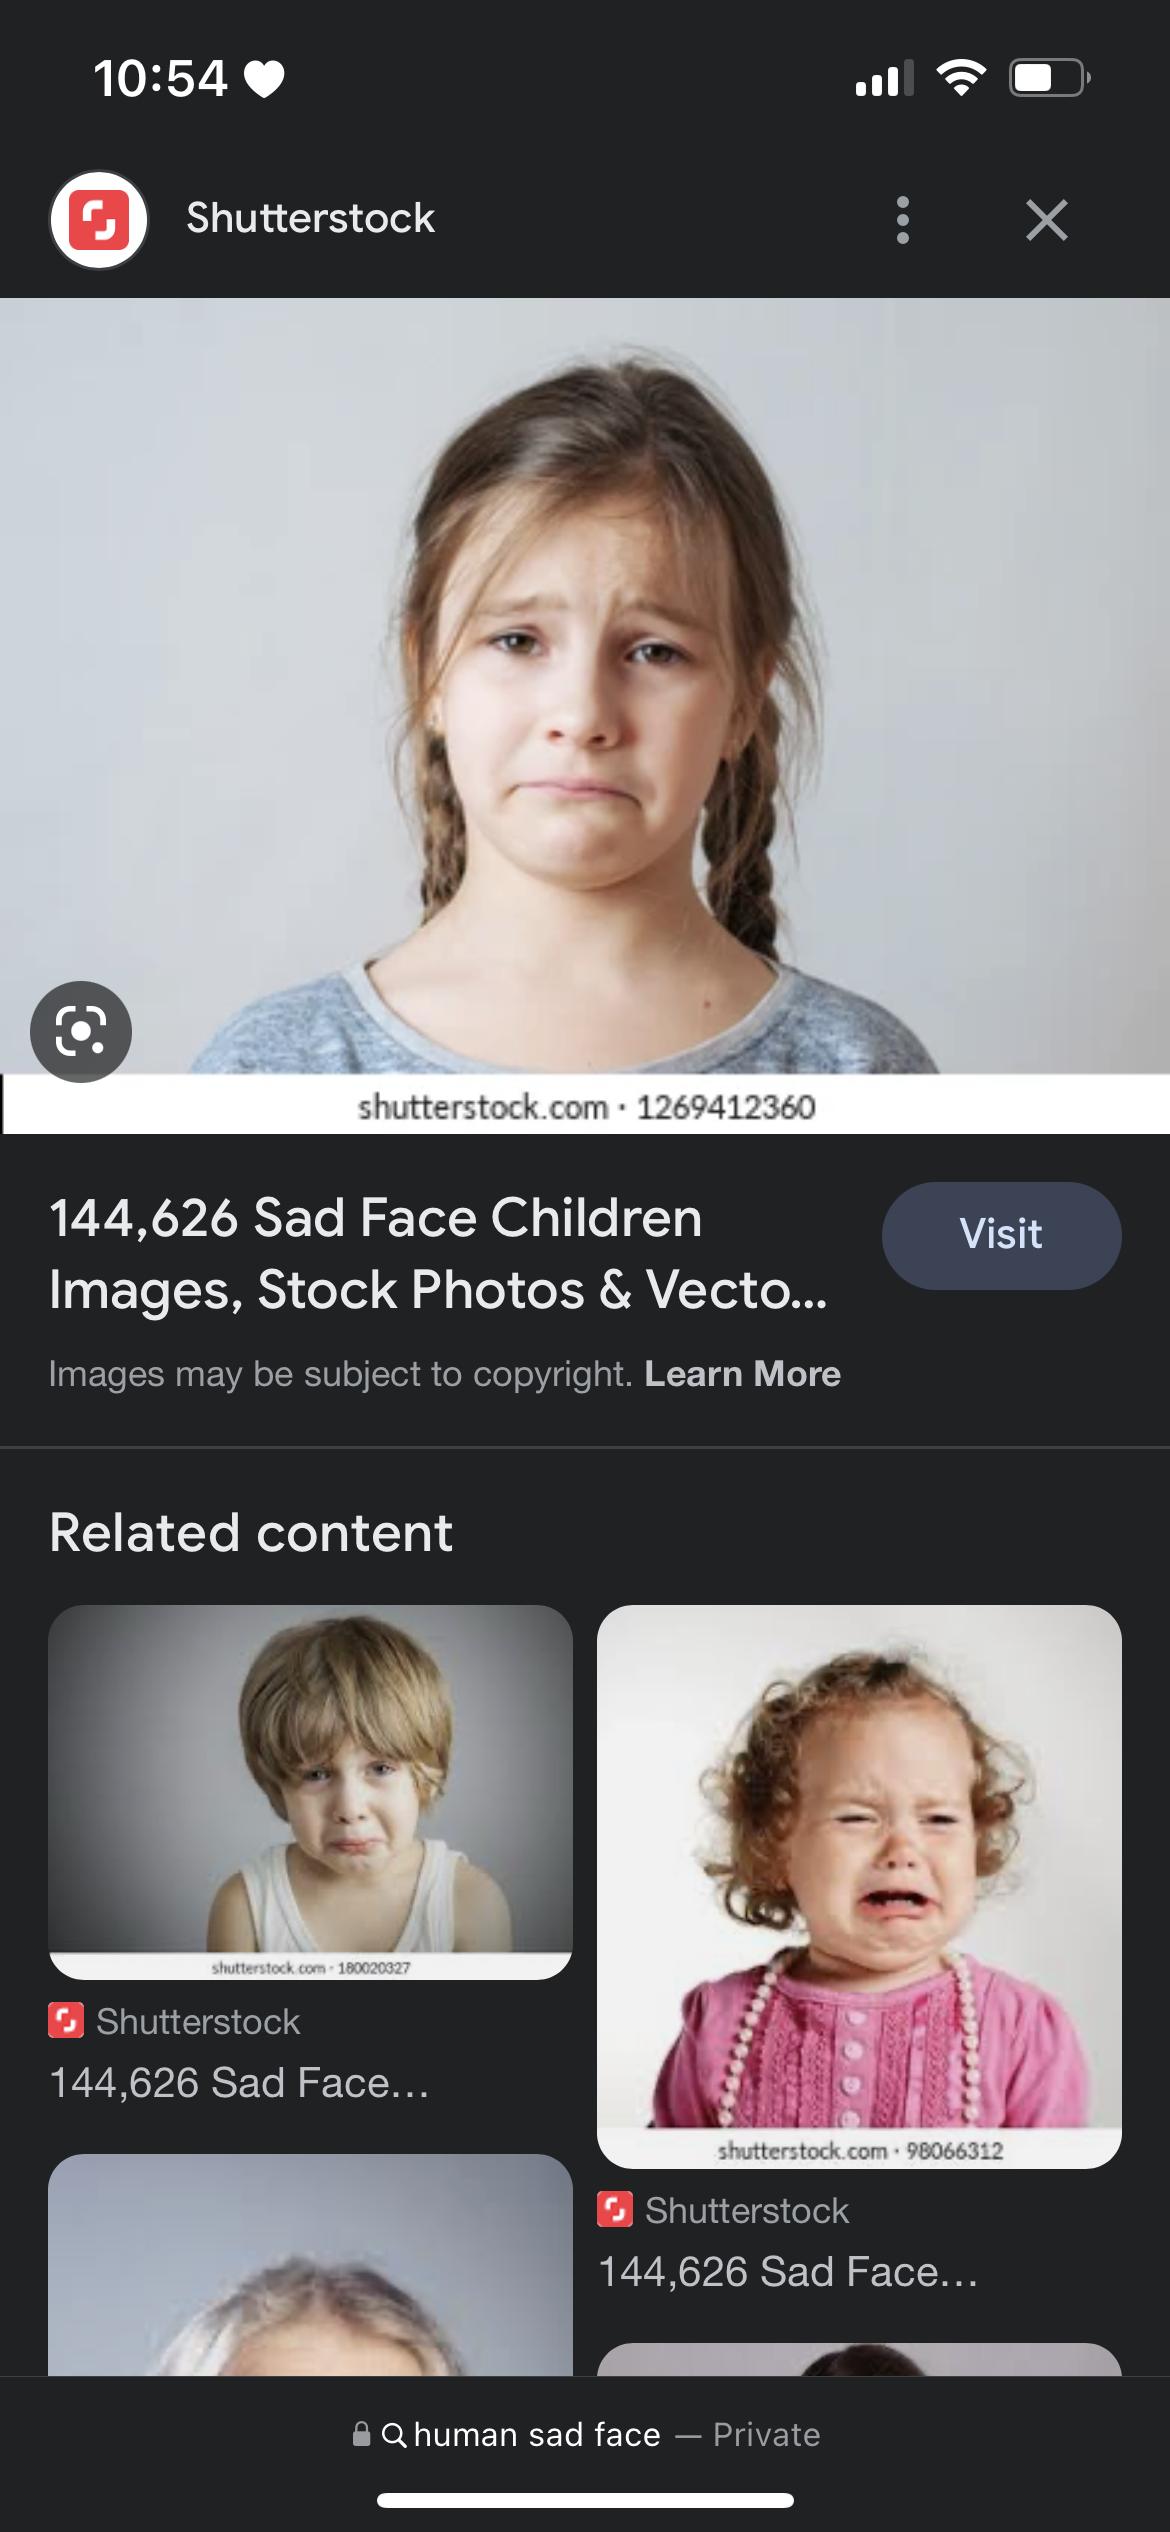 10:54
Shutterstock
shutterstock.com · 1269412360
144,626 Sad Face Children
Images, Stock Photos & Vecto...
Visit
Images may be subject to copyright. Learn More
Related content
shutterstock.com · 180020327
Shutterstock
144,626 Sad Face...
shutterstock.com · 98066312
Shutterstock
144,626 Sad Face...
human sad face — Private